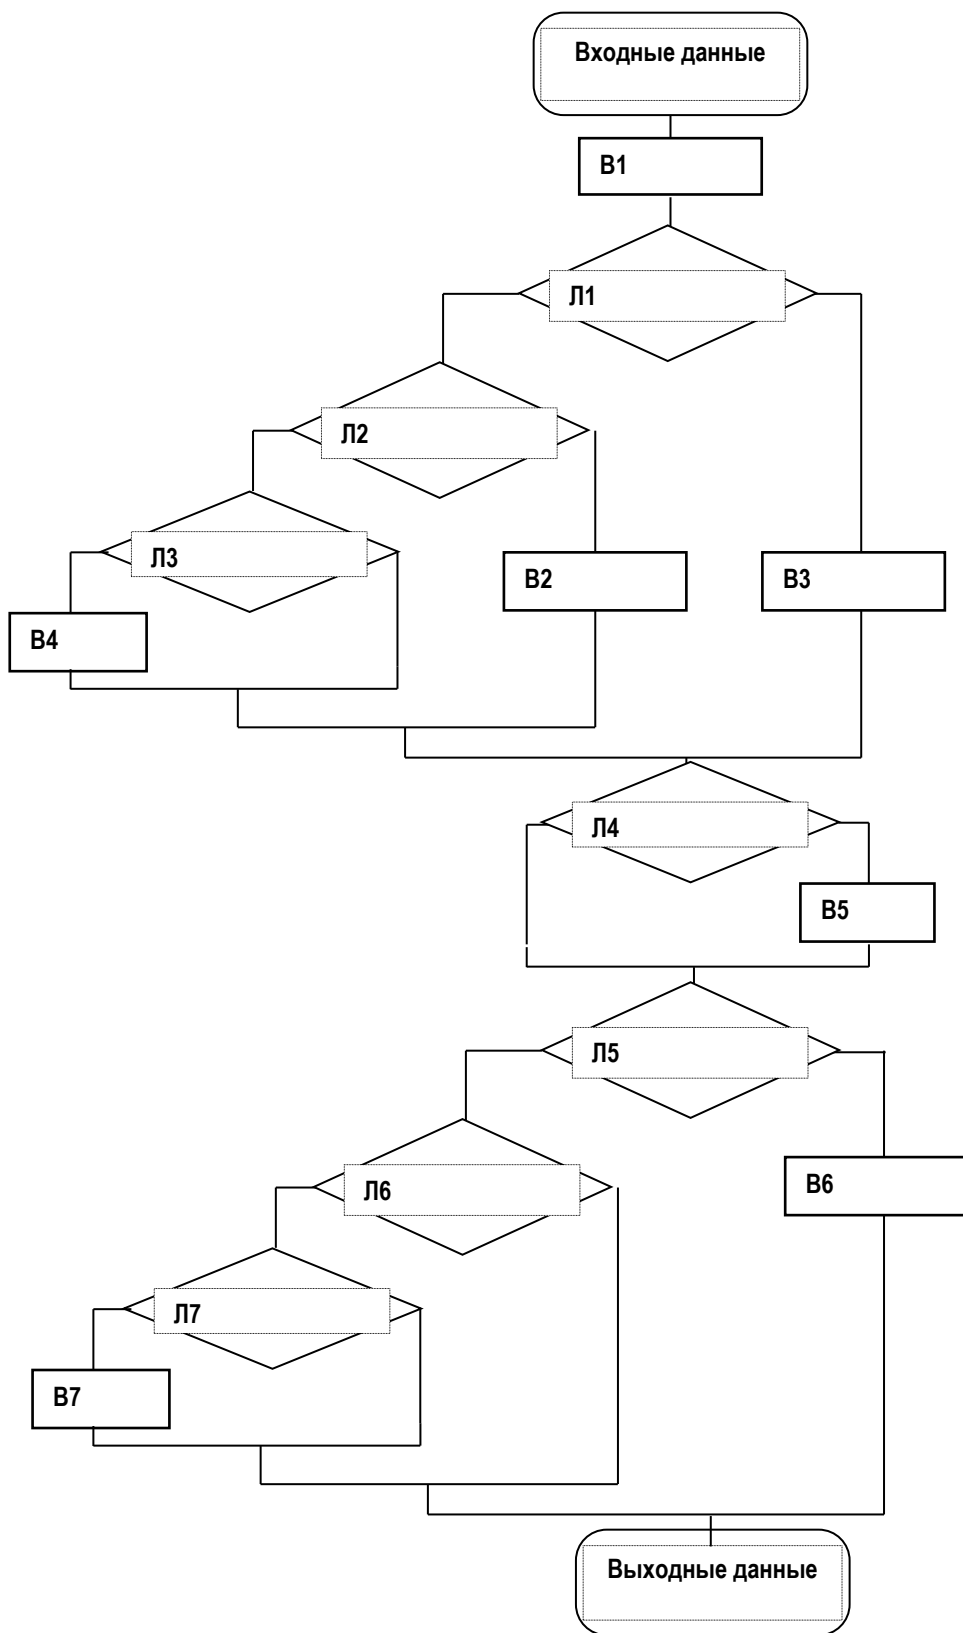 Входные данные
В1
Л1
Л2
Л3
В2
В3
В4
Л4
В5
Л5
Л6
В6
Л7
В7
Выходные данные